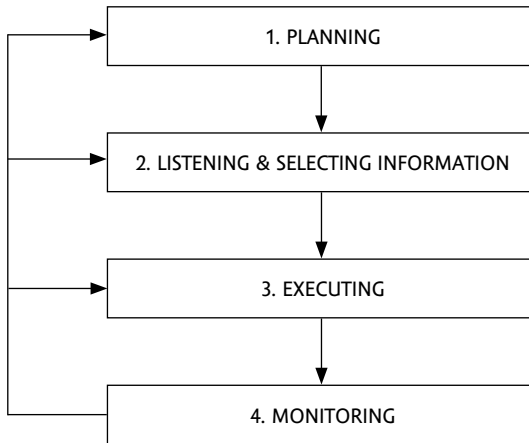 1. PLANNING
2. LISTENING & SELECTING INFORMATION
3. EXECUTING
4. MONITORING